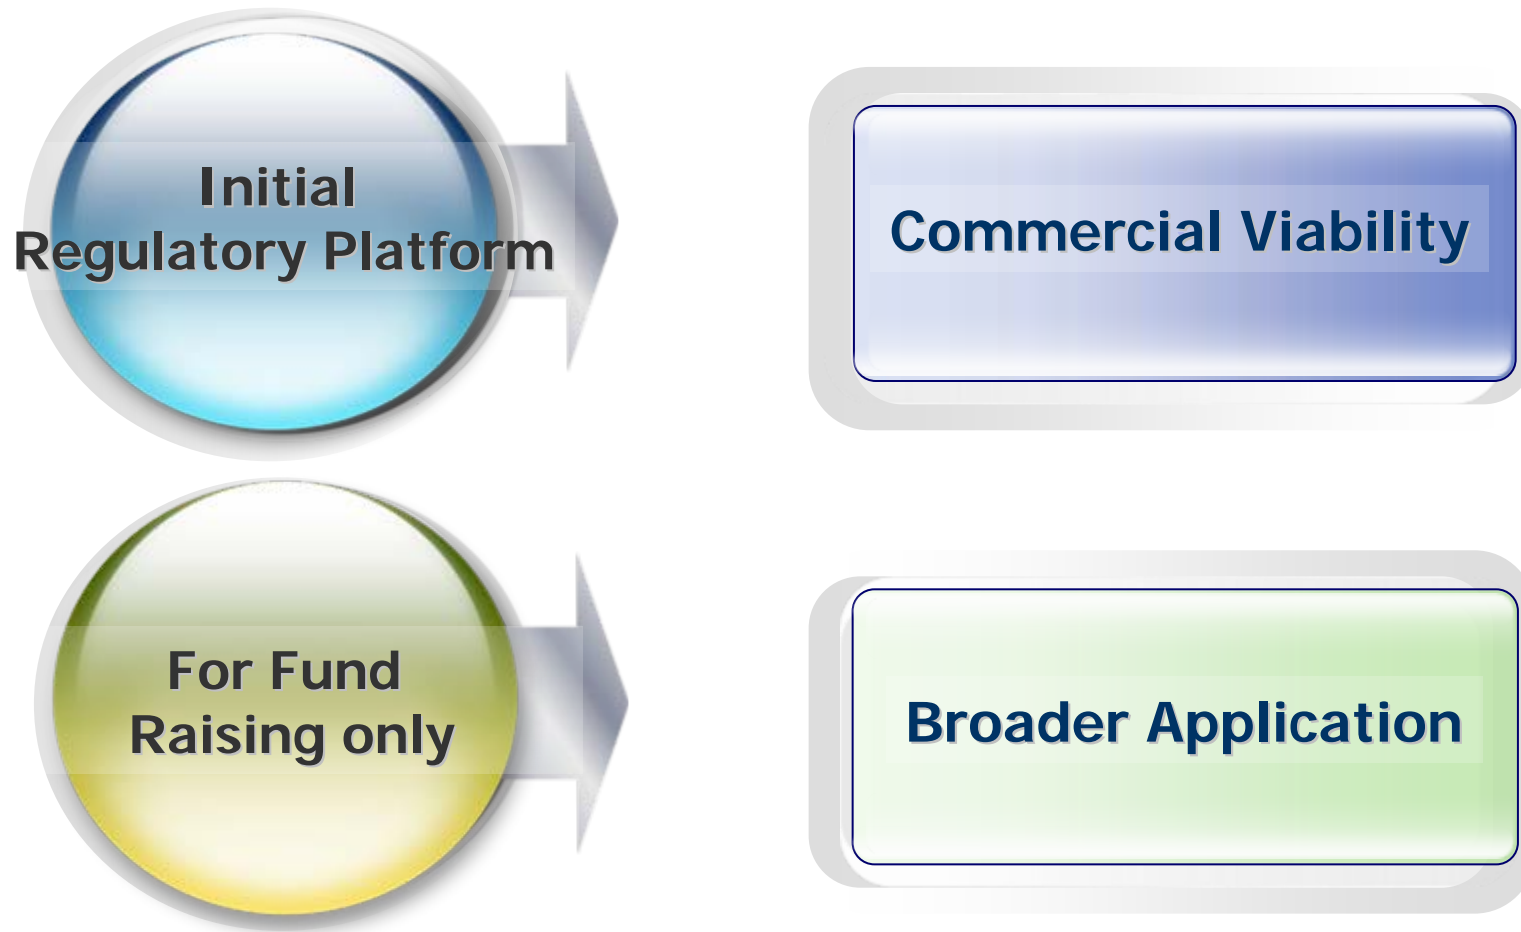 Initial
Regulatory Platform
Commercial Viability
For Fund
Raising only
Broader Application